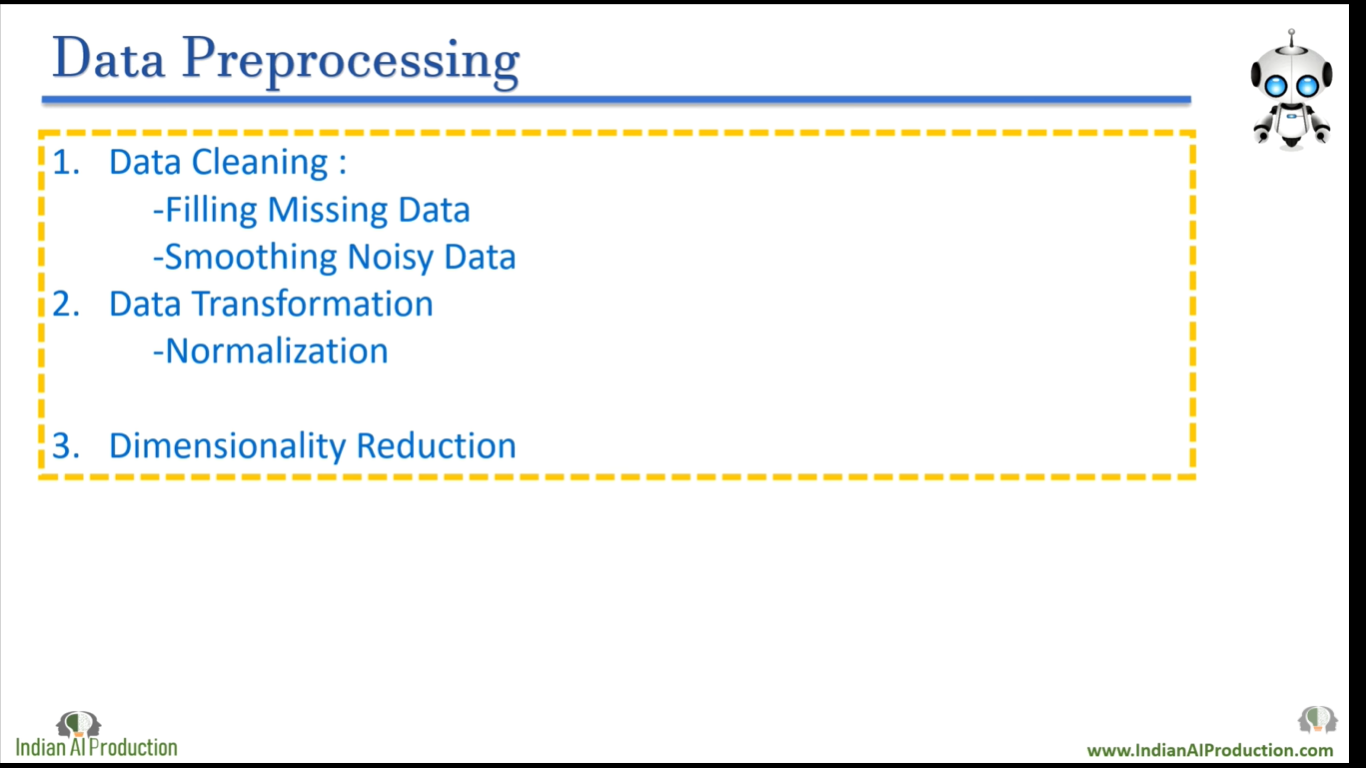 Data Preprocessing
1. Data Cleaning :
-Filling Missing Data
-Smoothing Noisy Data
2. Data Transformation
-Normalization
3. Dimensionality Reduction
Indian AI Production
www.IndianAIProduction.com